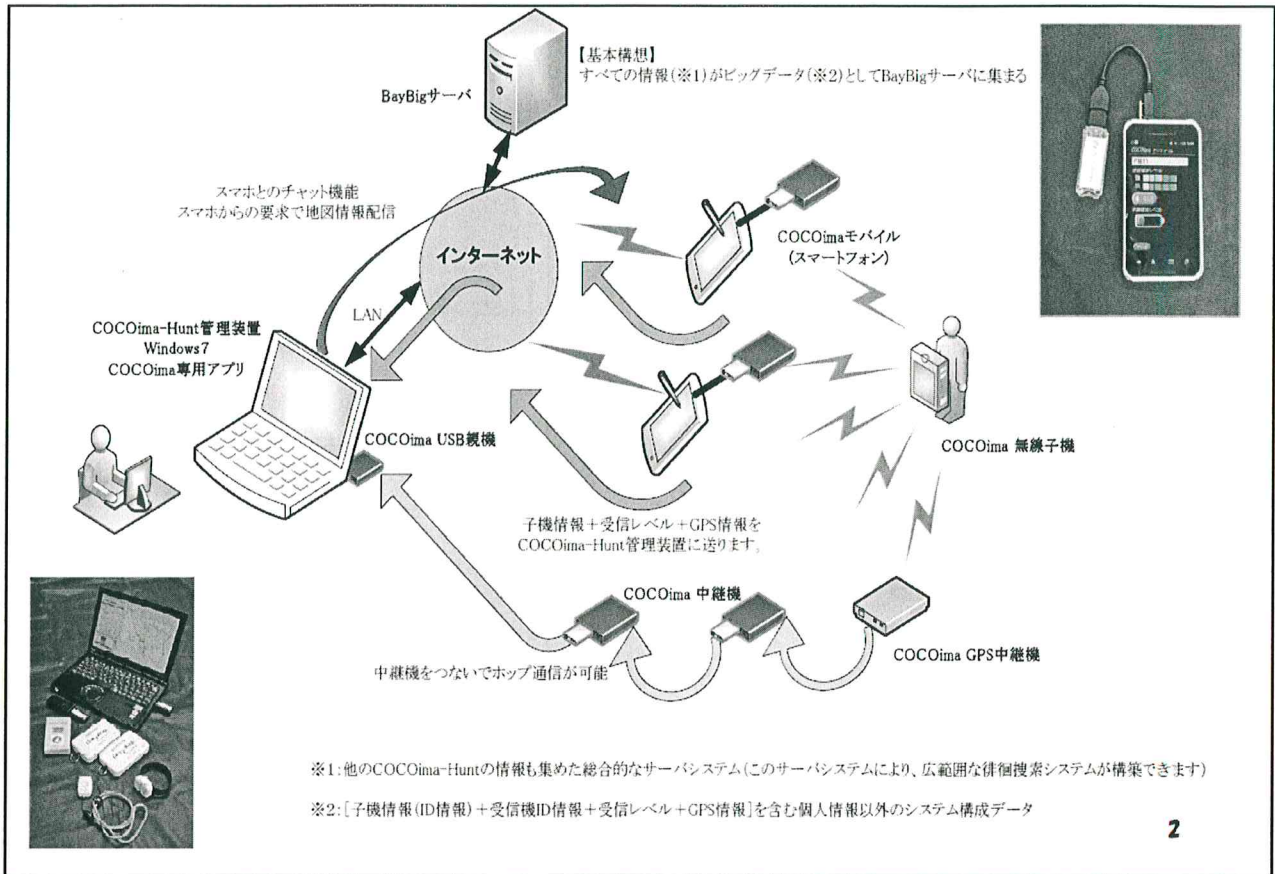 【基本構想】
すべての情報(※1)がビッグデータ(※2)としてBayBigサーバに集まる
BayBigサーバ
スマホとのチャット機能
スマホからの要求で地図情報配信
インターネット
COCOimaモバイル
(スマートフォン)
LAN
COCOima-Hunt管理装置
Windows7
COCOima専用アプリ
COCOima USB親機
COCOima 無線子機
子機情報＋受信レベル＋GPS情報を
COCOima-Hunt管理装置に送ります。
COCOima 中継機
COCOima GPS中継機
中継機をつないでホップ通信が可能
※1:他のCOCOima-Huntの情報も集めた総合的なサーバシステム(このサーバシステムにより、広範囲な徘徊捜索システムが構築できます)
※2:[子機情報(ID情報)＋受信機ID情報＋受信レベル＋GPS情報]を含む個人情報以外のシステム構成データ
2